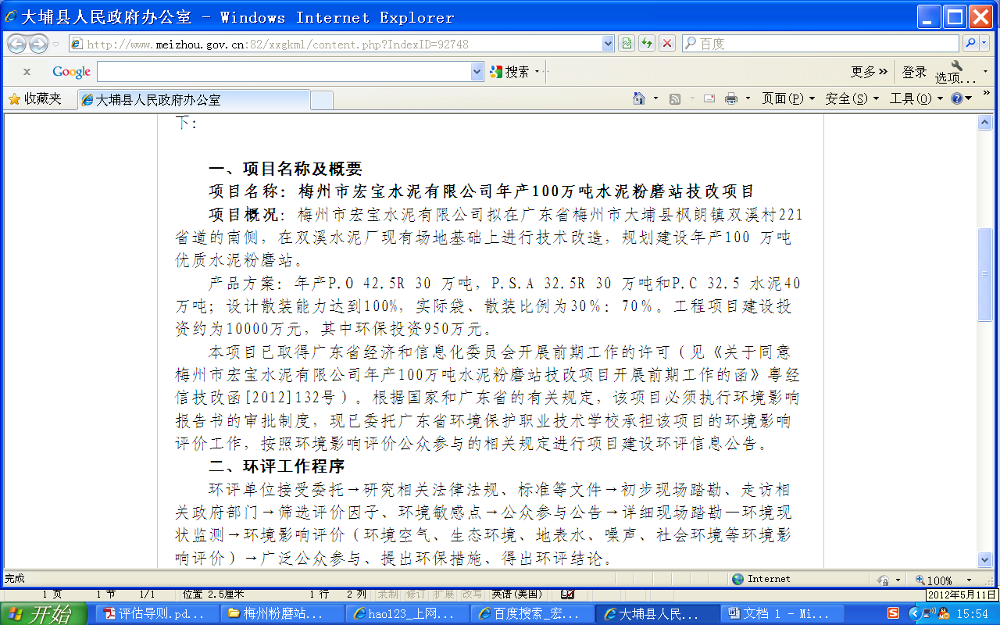 大埔县人民政府办公室 - Windows Internet Explorer
http://www.meizhou.gov.cn:82/xxgkml/content.php?IndexID=92748
百度
x Google 搜索 更多 » 登录 选项...
收藏夹 大埔县人民政府办公室 页面(P) 安全(S) 工具(O) »
下：
一、项目名称及概要
项目名称：梅州市宏宝水泥有限公司年产100万吨水泥粉磨站技改项目
项目概况：梅州市宏宝水泥有限公司拟在广东省梅州市大埔县枫朗镇双溪村221
省道的南侧，在双溪水泥厂现有场地基础上进行技术改造，规划建设年产100 万吨
优质水泥粉磨站。
产品方案：年产P.O 42.5R 30 万吨，P.S.A 32.5R 30 万吨和P.C 32.5 水泥40
万吨；设计散装能力达到100%，实际袋、散装比例为30%：70%。工程项目建设投
资约为10000万元，其中环保投资950万元。
本项目已取得广东省经济和信息化委员会开展前期工作的许可（见《关于同意
梅州市宏宝水泥有限公司年产100万吨水泥粉磨站技改项目开展前期工作的函》粤经
信技改函[2012]132号）。根据国家和广东省的有关规定，该项目必须执行环境影响
报告书的审批制度，现已委托广东省环境保护职业技术学校承担该项目的环境影响
评价工作，按照环境影响评价公众参与的相关规定进行项目建设环评信息公告。
二、环评工作程序
环评单位接受委托→研究相关法律法规、标准等文件→初步现场踏勘、走访相
关政府部门→筛选评价因子、环境敏感点→公众参与公告→详细现场踏勘—环境现
状监测→环境影响评价（环境空气、生态环境、地表水、噪声、社会环境等环境影
响评价）→广泛公众参与、提出环保措施、得出环评结论。
完成 Internet 100%
1 页 1 节 1/1 位置 2.5厘米 1 行 2 列 录制 修订 扩展 改写 英语(美国) 2012年5月11日
开始 评估导则.pd... 梅州粉磨站... hao123_上网... 百度搜索_宏... 大埔县人民... 文档 1 - Mi... 15:54